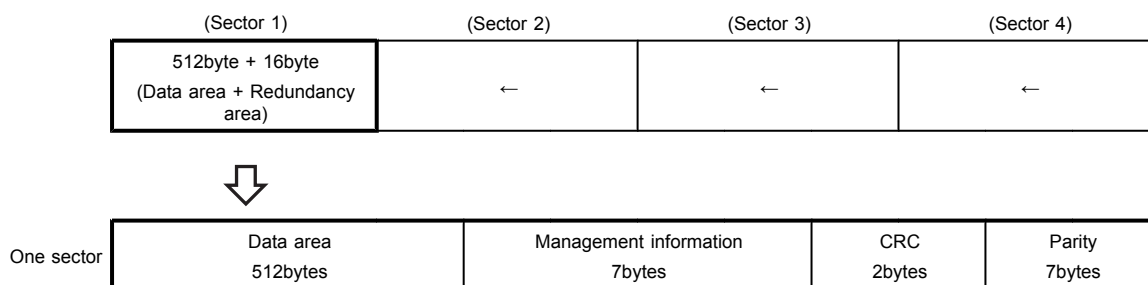 (Sector 1) (Sector 2) (Sector 3) (Sector 4)
512byte + 16byte
(Data area + Redundancy
area)
← ← ←
One sector
Data area Management information CRC Parity
512bytes 7bytes 2bytes 7bytes